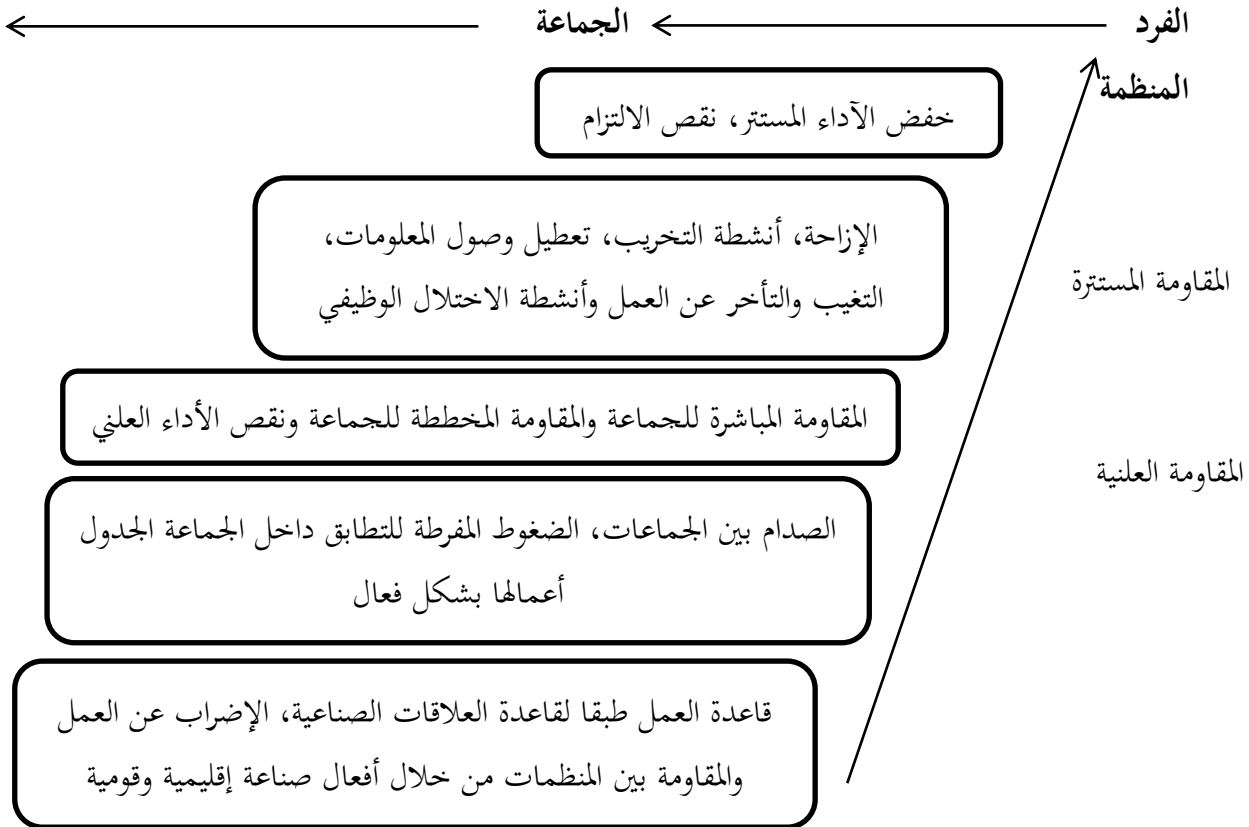 الفرد
الجماعة
المنظمة
خفض الآداء المستتر، نقص الالتزام
الإزاحة، أنشطة التخريب، تعطيل وصول المعلومات،
التغيب والتأخر عن العمل وأنشطة الاختلال الوظيفي
المقاومة المستترة
المقاومة المباشرة للجماعة والمقاومة المخططة للجماعة ونقص الأداء العلني
المقاومة العلنية
الصدام بين الجماعات، الضغوط المفرطة للتطابق داخل الجماعة الجدول
أعمالها بشكل فعال
قاعدة العمل طبقا لقاعدة العلاقات الصناعية، الإضراب عن العمل
والمقاومة بين المنظمات من خلال أفعال صناعة إقليمية وقومية